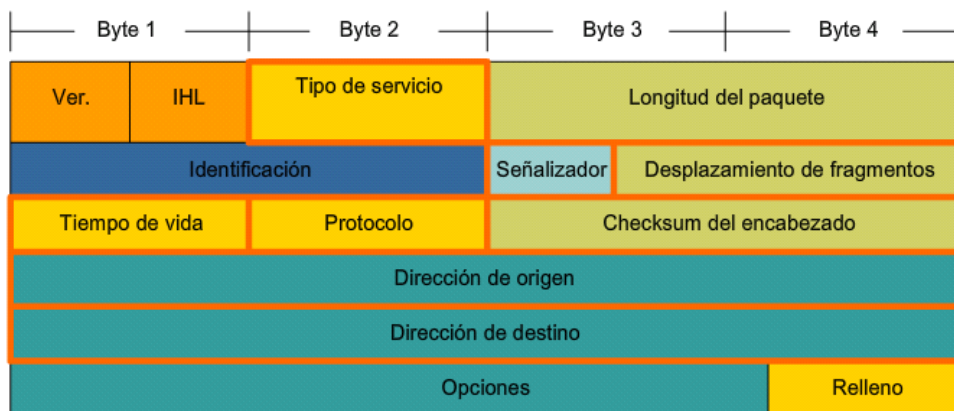 Byte 1 Byte 2 Byte 3 Byte 4
Ver. IHL Tipo de servicio Longitud del paquete
Identificación Señalizador Desplazamiento de fragmentos
Tiempo de vida Protocolo Checksum del encabezado
Dirección de origen
Dirección de destino
Opciones Relleno